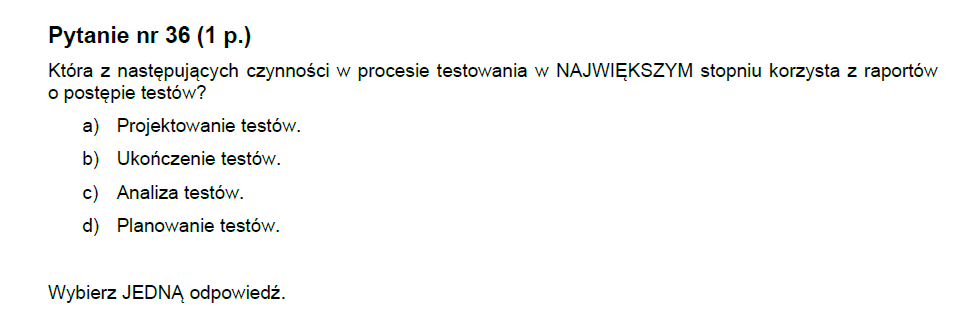 Pytanie nr 36 (1 p.)
Która z następujących czynności w procesie testowania w NAJWIĘKSZYM stopniu korzysta z raportów
o postępie testów?
a) Projektowanie testów.
b) Ukończenie testów.
c) Analiza testów.
d) Planowanie testów.
Wybierz JEDNĄ odpowiedź.